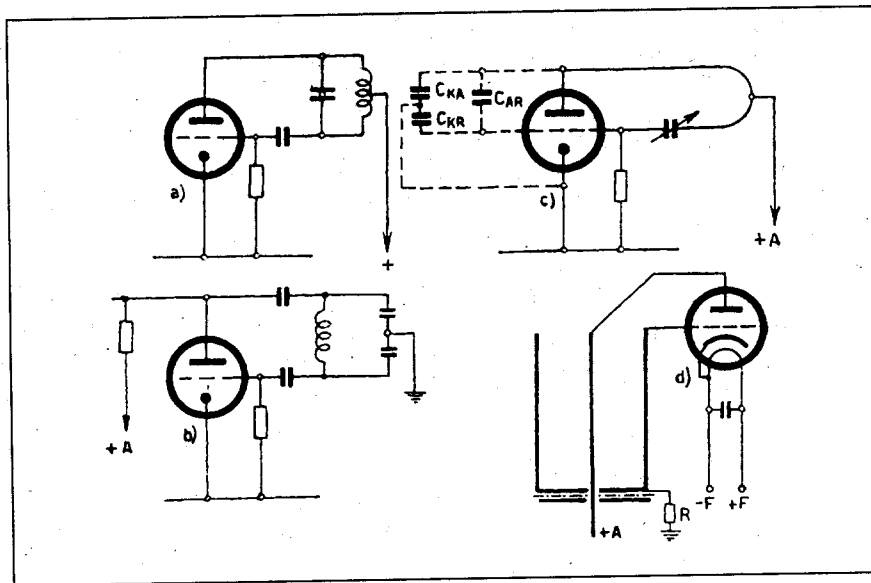 a)
+
C_KA
C_AR
C_KR
c)
+A
b)
+A
d)
-F +F
R
+A